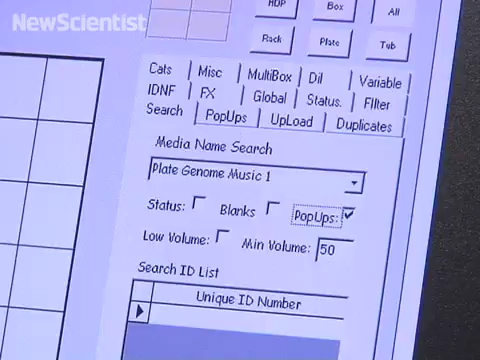 NewScientist
HDP
Box
All
Rack
Plate
Tub
Cats Misc MultiBox Dil Variable
IDNF FX Global Status. FIlter
Search PopUps UpLoad Duplicates
Media Name Search
Plate Genome Music 1
Status: Blanks PopUps:
Low Volume: Min Volume: 50
Search ID List
Unique ID Number